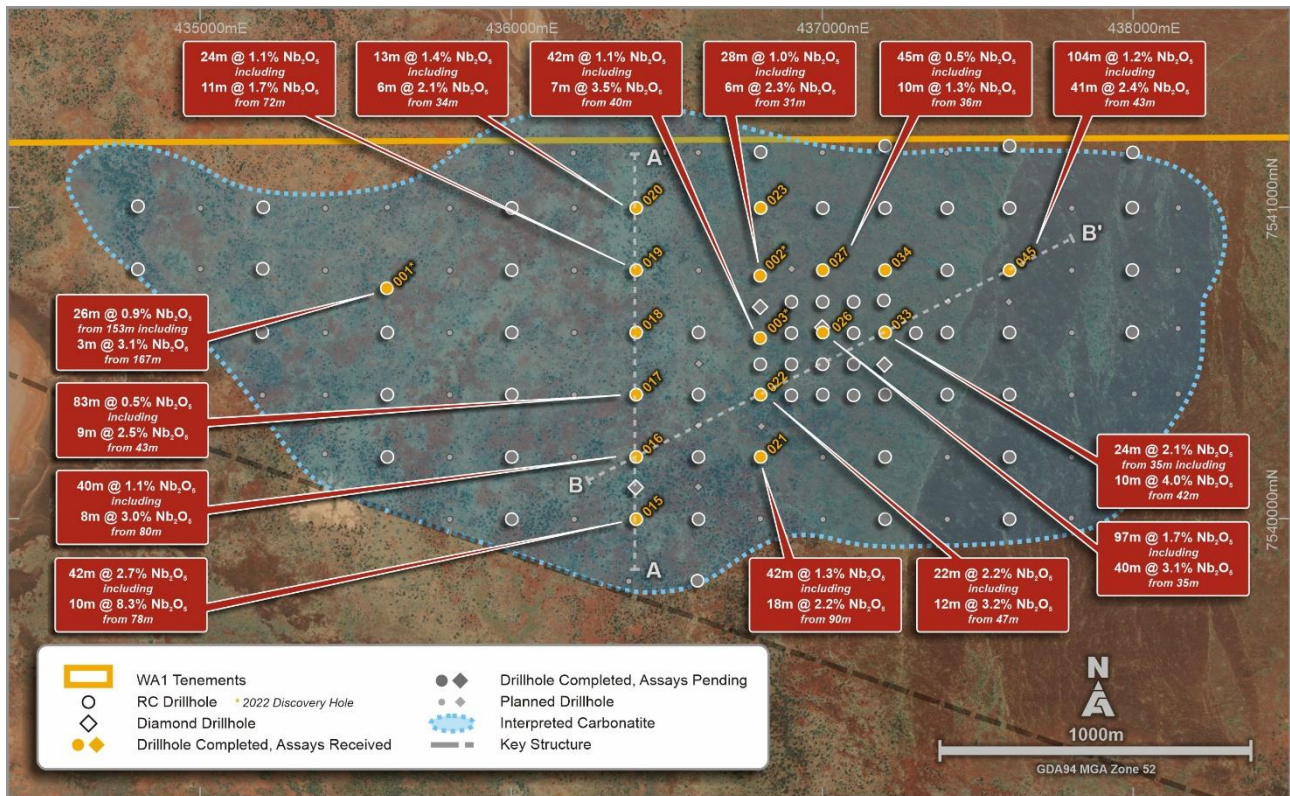 435000mE
436000mE
437000mE
438000mE
24m @ 1.1% Nb₂O₅
including
11m @ 1.7% Nb₂O₅
from 72m
13m @ 1.4% Nb₂O₅
including
6m @ 2.1% Nb₂O₅
from 34m
42m @ 1.1% Nb₂O₅
including
7m @ 3.5% Nb₂O₅
from 40m
28m @ 1.0% Nb₂O₅
including
6m @ 2.3% Nb₂O₅
from 31m
45m @ 0.5% Nb₂O₅
including
10m @ 1.3% Nb₂O₅
from 36m
104m @ 1.2% Nb₂O₅
including
41m @ 2.4% Nb₂O₅
from 43m
A'
020
023
7541000mN
B'
019
002*
027
034
045
001*
26m @ 0.9% Nb₂O₅
from 153m including
3m @ 3.1% Nb₂O₅
from 167m
018
003*
026
033
83m @ 0.5% Nb₂O₅
including
9m @ 2.5% Nb₂O₅
from 43m
017
022
016
021
B
40m @ 1.1% Nb₂O₅
including
8m @ 3.0% Nb₂O₅
from 80m
24m @ 2.1% Nb₂O₅
from 35m including
10m @ 4.0% Nb₂O₅
from 42m
015
7540000mN
A
42m @ 2.7% Nb₂O₅
including
10m @ 8.3% Nb₂O₅
from 78m
42m @ 1.3% Nb₂O₅
including
18m @ 2.2% Nb₂O₅
from 90m
22m @ 2.2% Nb₂O₅
including
12m @ 3.2% Nb₂O₅
from 47m
97m @ 1.7% Nb₂O₅
including
40m @ 3.1% Nb₂O₅
from 35m
WA1 Tenements
RC Drillhole * 2022 Discovery Hole
Diamond Drillhole
Drillhole Completed, Assays Received
Drillhole Completed, Assays Pending
Planned Drillhole
Interpreted Carbonatite
Key Structure
N
1000m
GDA94 MGA Zone 52